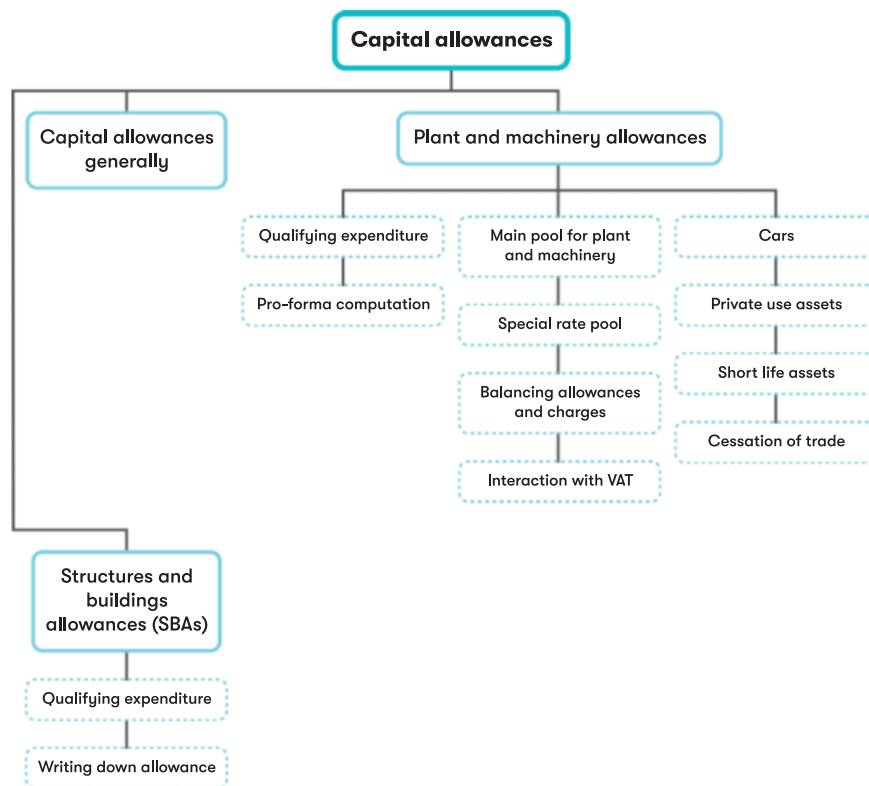 Capital allowances
Capital allowances
generally
Plant and machinery allowances
Qualifying expenditure
Pro-forma computation
Main pool for plant
and machinery
Special rate pool
Balancing allowances
and charges
Interaction with VAT
Cars
Private use assets
Short life assets
Cessation of trade
Structures and
buildings
allowances (SBAs)
Qualifying expenditure
Writing down allowance